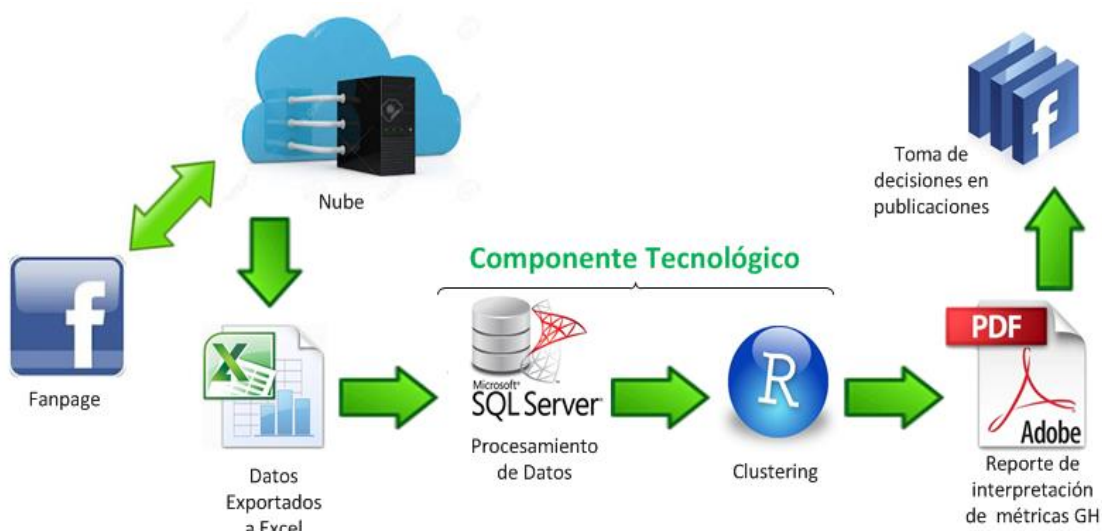 Nube
Toma de
decisiones en
publicaciones
Fanpage
Componente Tecnológico
X
Datos
Exportados
a Excel
Microsoft®
SQL Server®
Procesamiento
de Datos
R
Clustering
PDF
Adobe
Reporte de
interpretación
de métricas GH